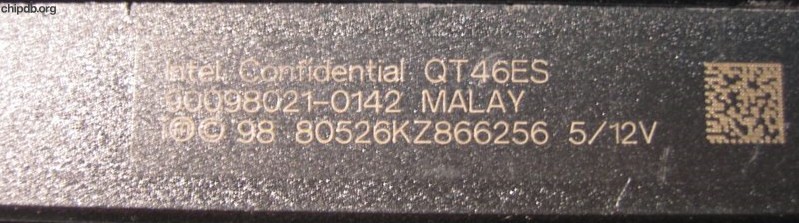 chipdb.org
Intel Confidential QT46ES
90098021-0142 MALAY
i Ⓜ © 98 80526KZ866256 5/12V